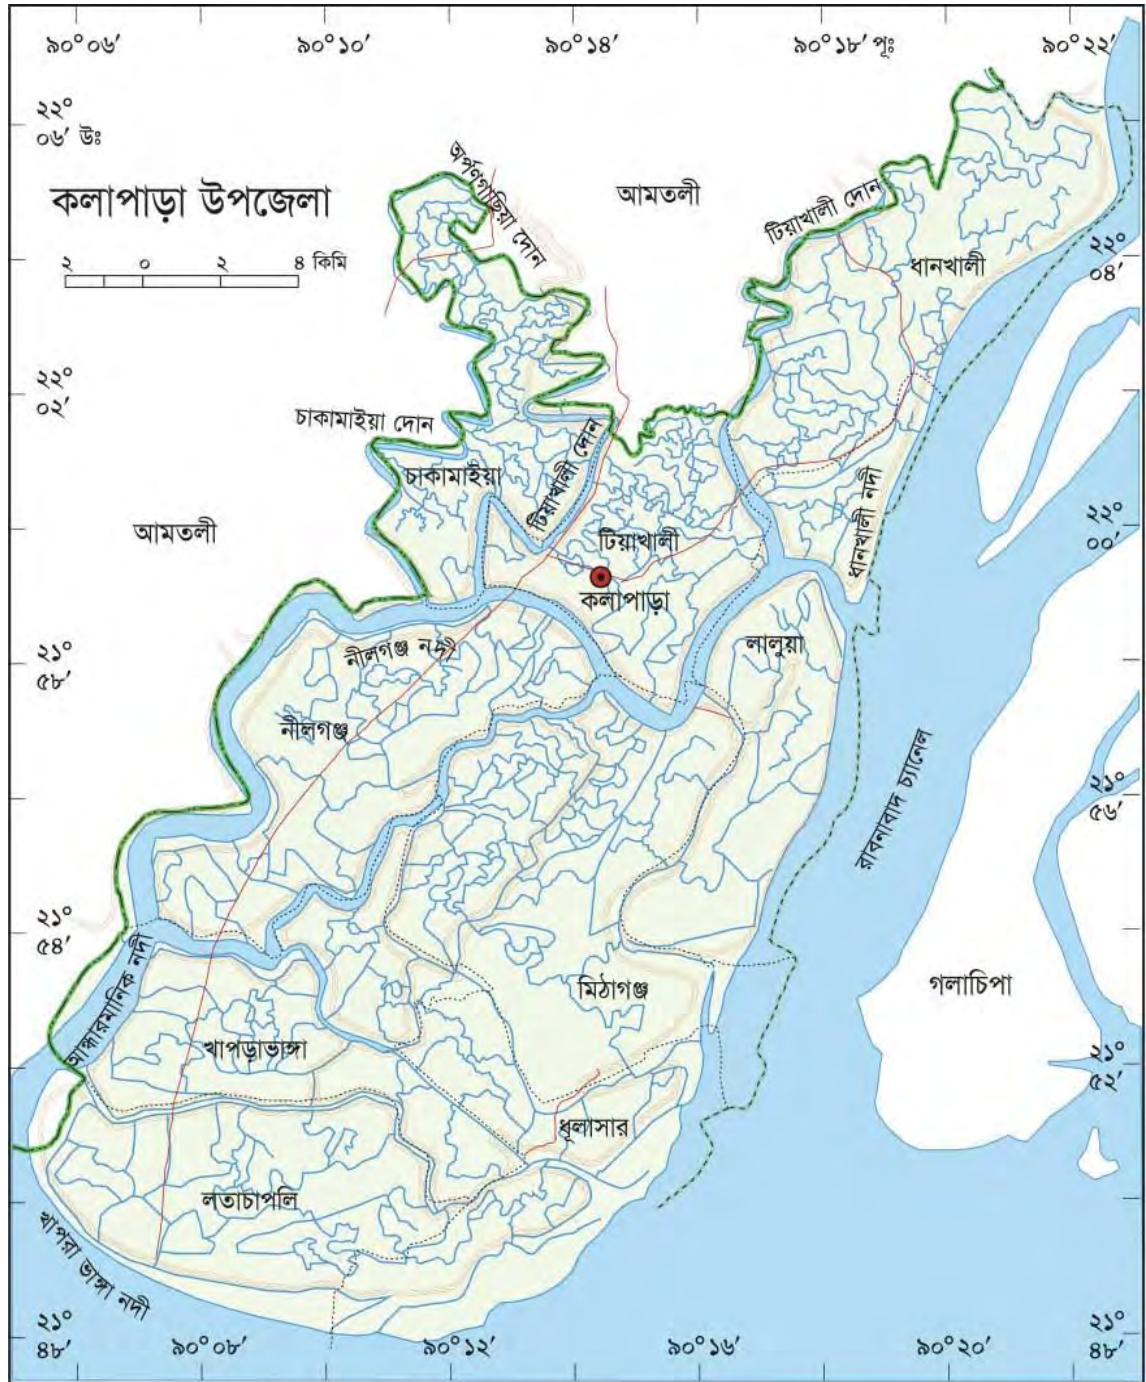 ৯০°০৬′
৯০°১০′
৯০°১৪′
৯০°১৮′ পূঃ
৯০°২২′
২২°
০৬′ উঃ
কলাপাড়া উপজেলা
২ ০ ২ ৪ কিমি
অর্পণগাছিয়া দোন
আমতলী
টিয়াখালী দোন
২২°
০৪′
ধানখালী
২২°
০২′
চাকামাইয়া দোন
চাকামাইয়া
টিয়াখালী দোন
ধানখালী নদী
আমতলী
টিয়াখালী
২২°
০০′
কলাপাড়া
লালুয়া
নীলগঞ্জ নদী
২১°
৫৮′
নীলগঞ্জ
রাবনাবাদ চ্যানেল
২১°
৫৬′
২১°
৫৪′
আন্ধারমানিক নদী
মিঠাগঞ্জ
গলাচিপা
খাপড়াভাঙ্গা
২১°
৫২′
ধূলাসার
লতাচাপলি
খাপরা ভাঙ্গা নদী
২১°
৪৮′
৯০°০৮′
৯০°১২′
৯০°১৬′
৯০°২০′
২১°
৪৮′